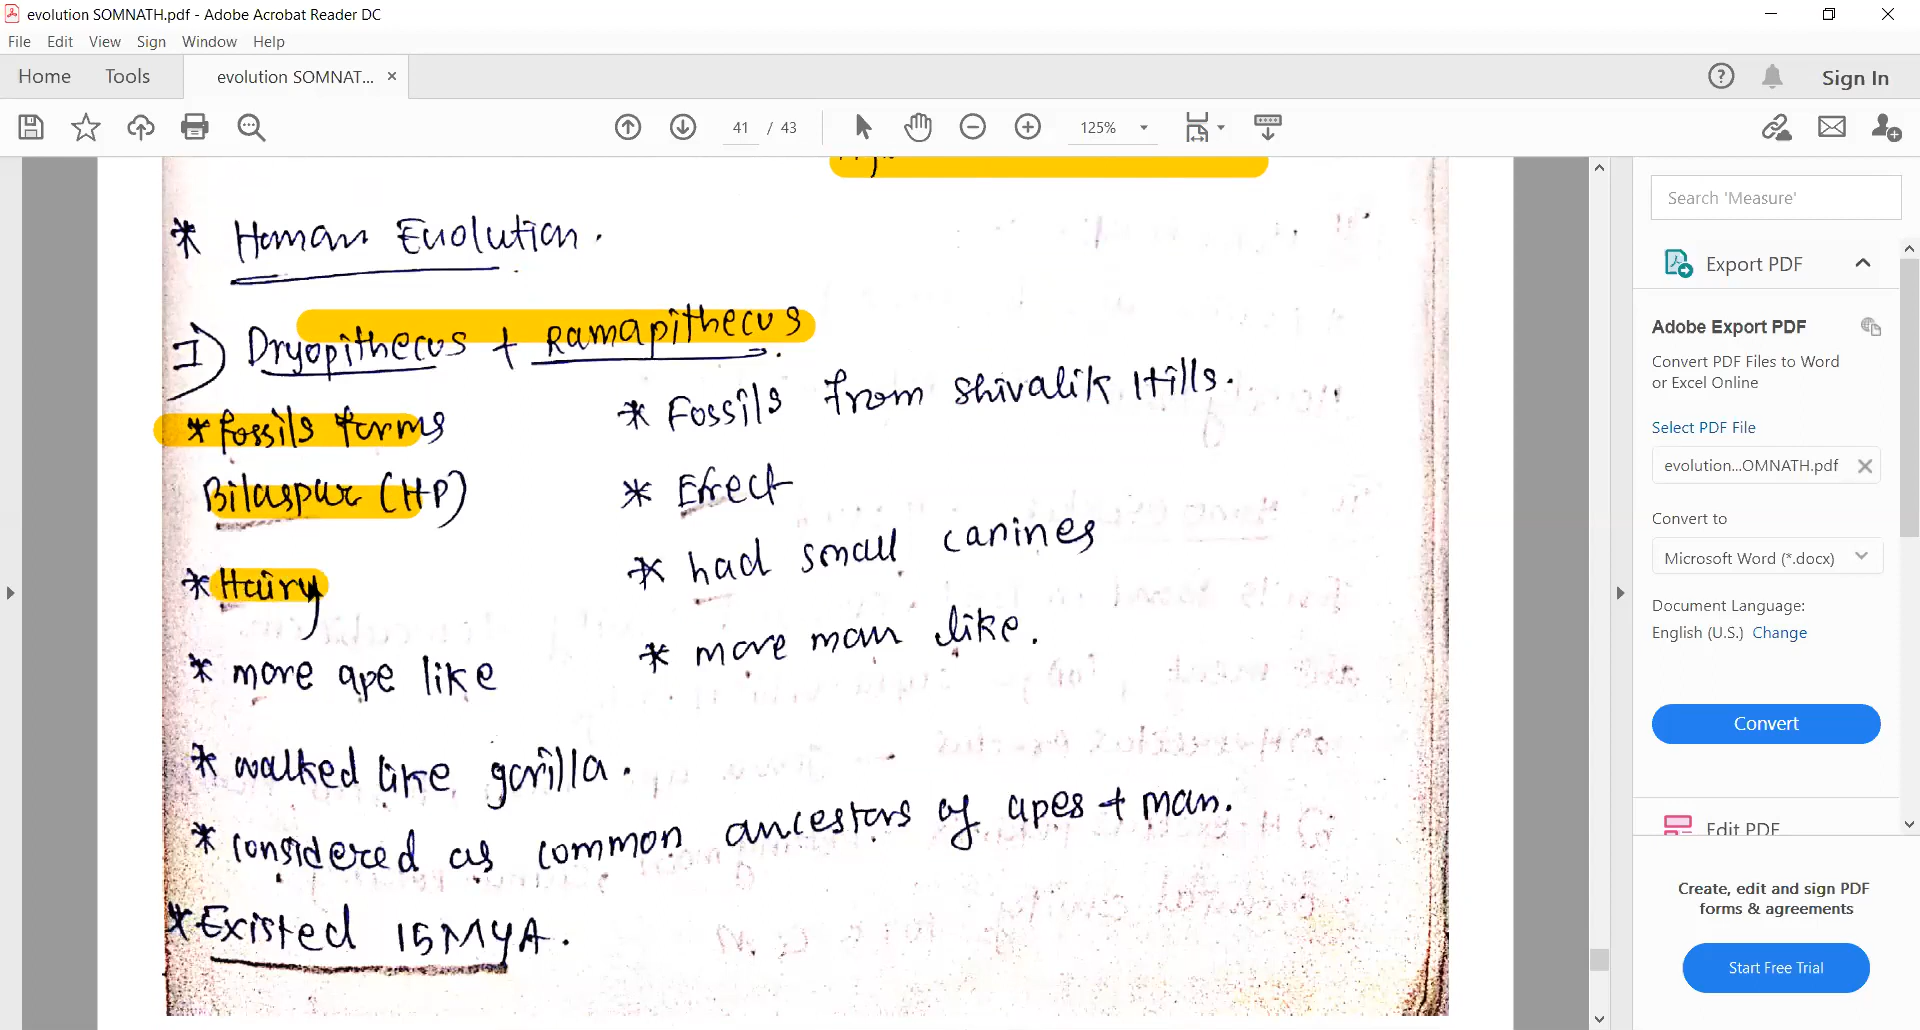 evolution SOMNATH.pdf - Adobe Acrobat Reader DC
File Edit View Sign Window Help
Home Tools evolution SOMNAT... × Sign In
41 / 43 125%
* Human Evolution.
I) Dryopithecus + Ramapithecus.
* fossils forms
Bilaspur (HP)
* Hairy
* more ape like
* Fossils from Shivalik Hills.
* Erect
* had small canines
* more man like.
* walked like gorilla.
* considered as common ancestors of apes + man.
* Existed 15MYA.
Search 'Measure'
Export PDF
Adobe Export PDF
Convert PDF Files to Word
or Excel Online
Select PDF File
evolution...OMNATH.pdf
Convert to
Microsoft Word (*.docx)
Document Language:
English (U.S.) Change
Convert
Edit PDF
Create, edit and sign PDF
forms & agreements
Start Free Trial